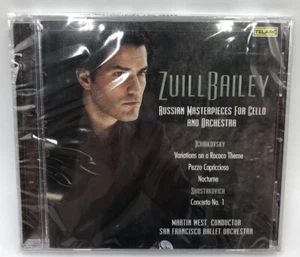 TELARC
ZUILL BAILEY
RUSSIAN MASTERPIECES FOR CELLO
AND ORCHESTRA
TCHAIKOVSKY
Variations on a Rococo Theme
Pezzo Capriccioso
Nocturne
SHOSTAKOVICH
Concerto No. 1
MARTIN WEST, CONDUCTOR
SAN FRANCISCO BALLET ORCHESTRA